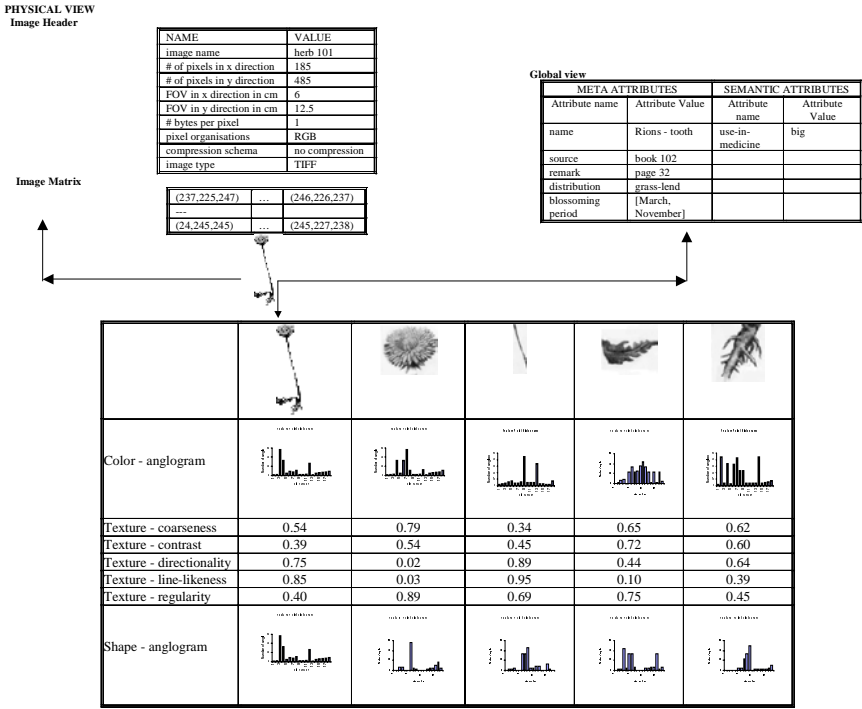 PHYSICAL VIEW
Image Header
NAME VALUE
image name herb 101
# of pixels in x direction 185
# of pixels in y direction 485
FOV in x direction in cm 6
FOV in y direction in cm 12.5
# bytes per pixel 1
pixel organisations RGB
compression schema no compression
image type TIFF
Global view
META ATTRIBUTES SEMANTIC ATTRIBUTES
Attribute name Attribute Value Attribute name Attribute Value
name Rions - tooth use-in-medicine big
source book 102
remark page 32
distribution grass-lend
blossoming period [March, November]
Image Matrix
(237,225,247) … (246,226,237)
---
(24,245,245) … (245,227,238)
Color - anglogram
Texture - coarseness 0.54 0.79 0.34 0.65 0.62
Texture - contrast 0.39 0.54 0.45 0.72 0.60
Texture - directionality 0.75 0.02 0.89 0.44 0.64
Texture - line-likeness 0.85 0.03 0.95 0.10 0.39
Texture - regularity 0.40 0.89 0.69 0.75 0.45
Shape - anglogram